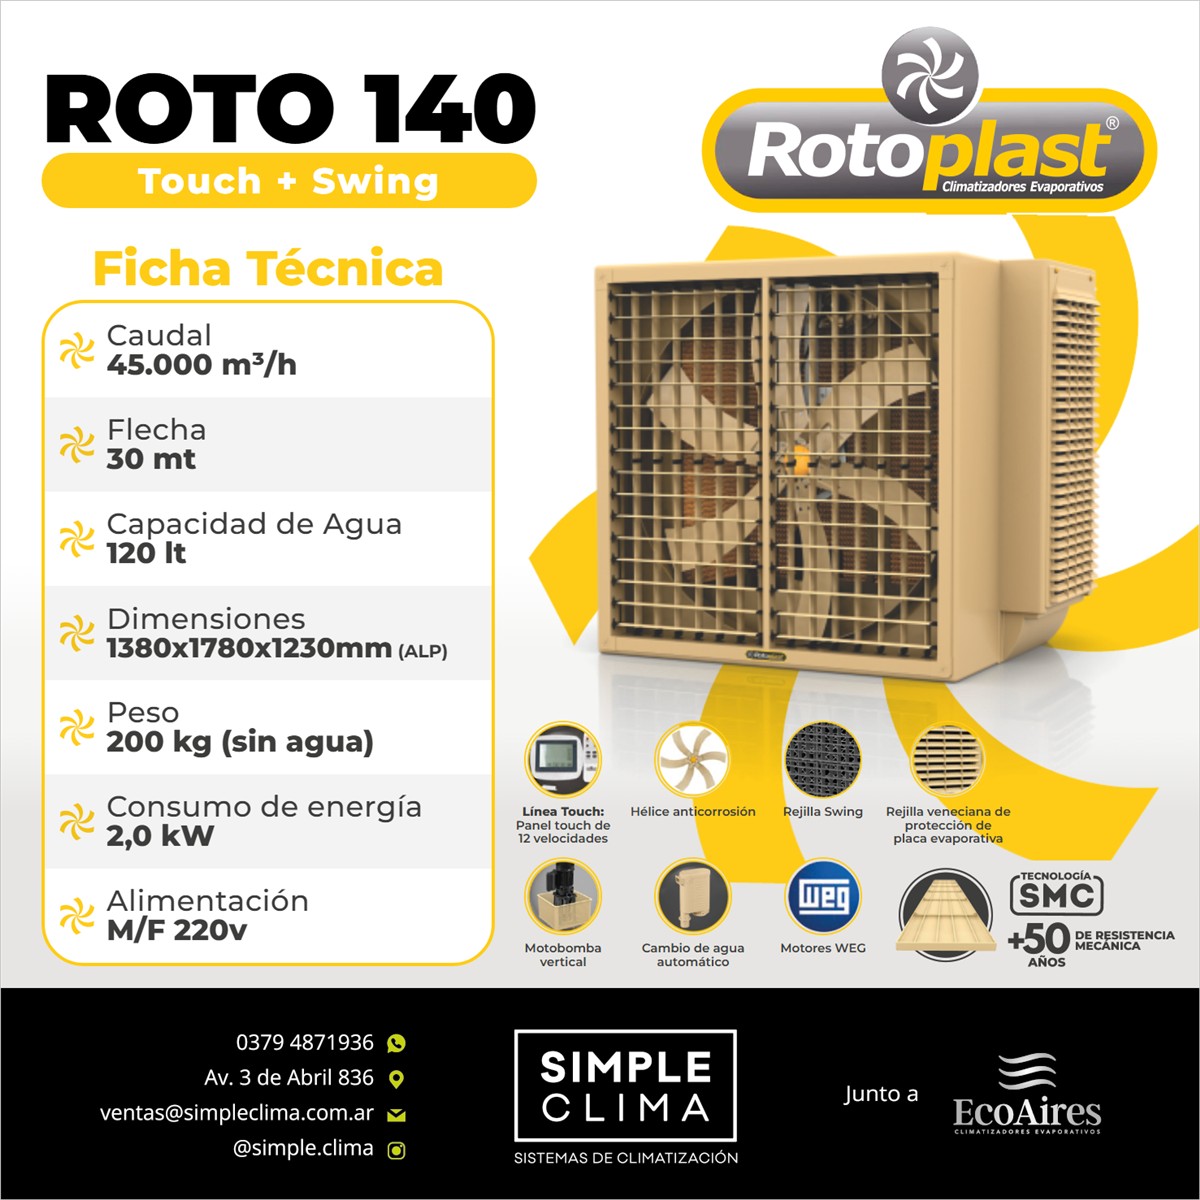 ROTO 140
Touch + Swing
Rotoplast®
Climatizadores Evaporativos
Ficha Técnica
Caudal
45.000 m³/h
Flecha
30 mt
Capacidad de Agua
120 lt
Dimensiones
1380x1780x1230mm (ALP)
Peso
200 kg (sin agua)
Consumo de energía
2,0 kW
Alimentación
M/F 220v
Rotoplast
Línea Touch:
Panel touch de
12 velocidades
Hélice anticorrosión
Rejilla Swing
Rejilla veneciana de
protección de
placa evaporativa
Motobomba
vertical
Cambio de agua
automático
WEG
Motores WEG
TECNOLOGÍA
SMC
+50
AÑOS
DE RESISTENCIA
MECÁNICA
0379 4871936
Av. 3 de Abril 836
ventas@simpleclima.com.ar
@simple.clima
SIMPLE
CLIMA
SISTEMAS DE CLIMATIZACIÓN
Junto a
EcoAires
CLIMATIZADORES EVAPORATIVOS